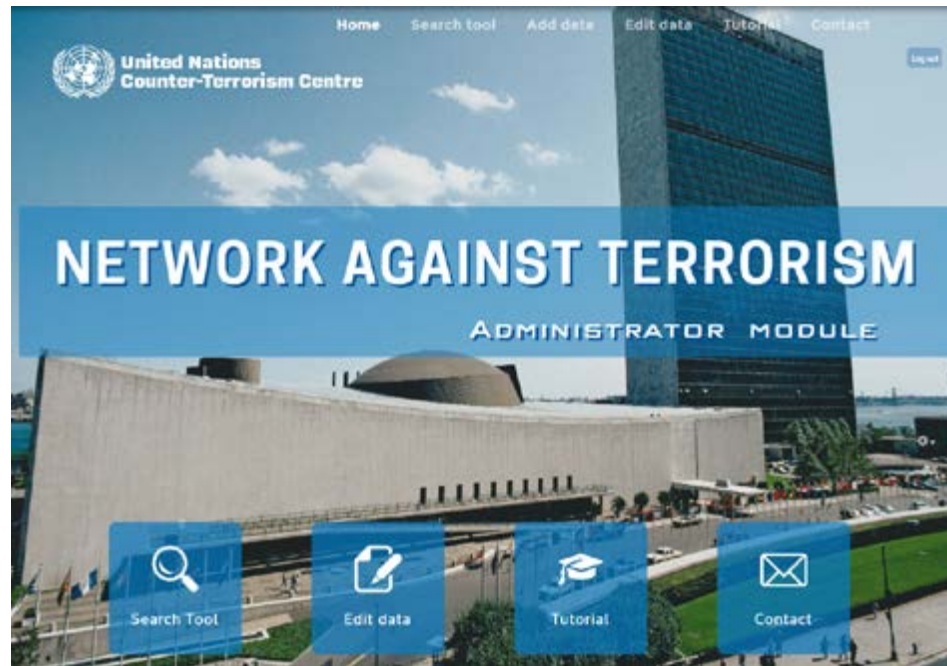 Home Search tool Add data Edit data Tutorial Contact
Log out
United Nations
Counter-Terrorism Centre
NETWORK AGAINST TERRORISM
ADMINISTRATOR MODULE
Search Tool Edit data Tutorial Contact